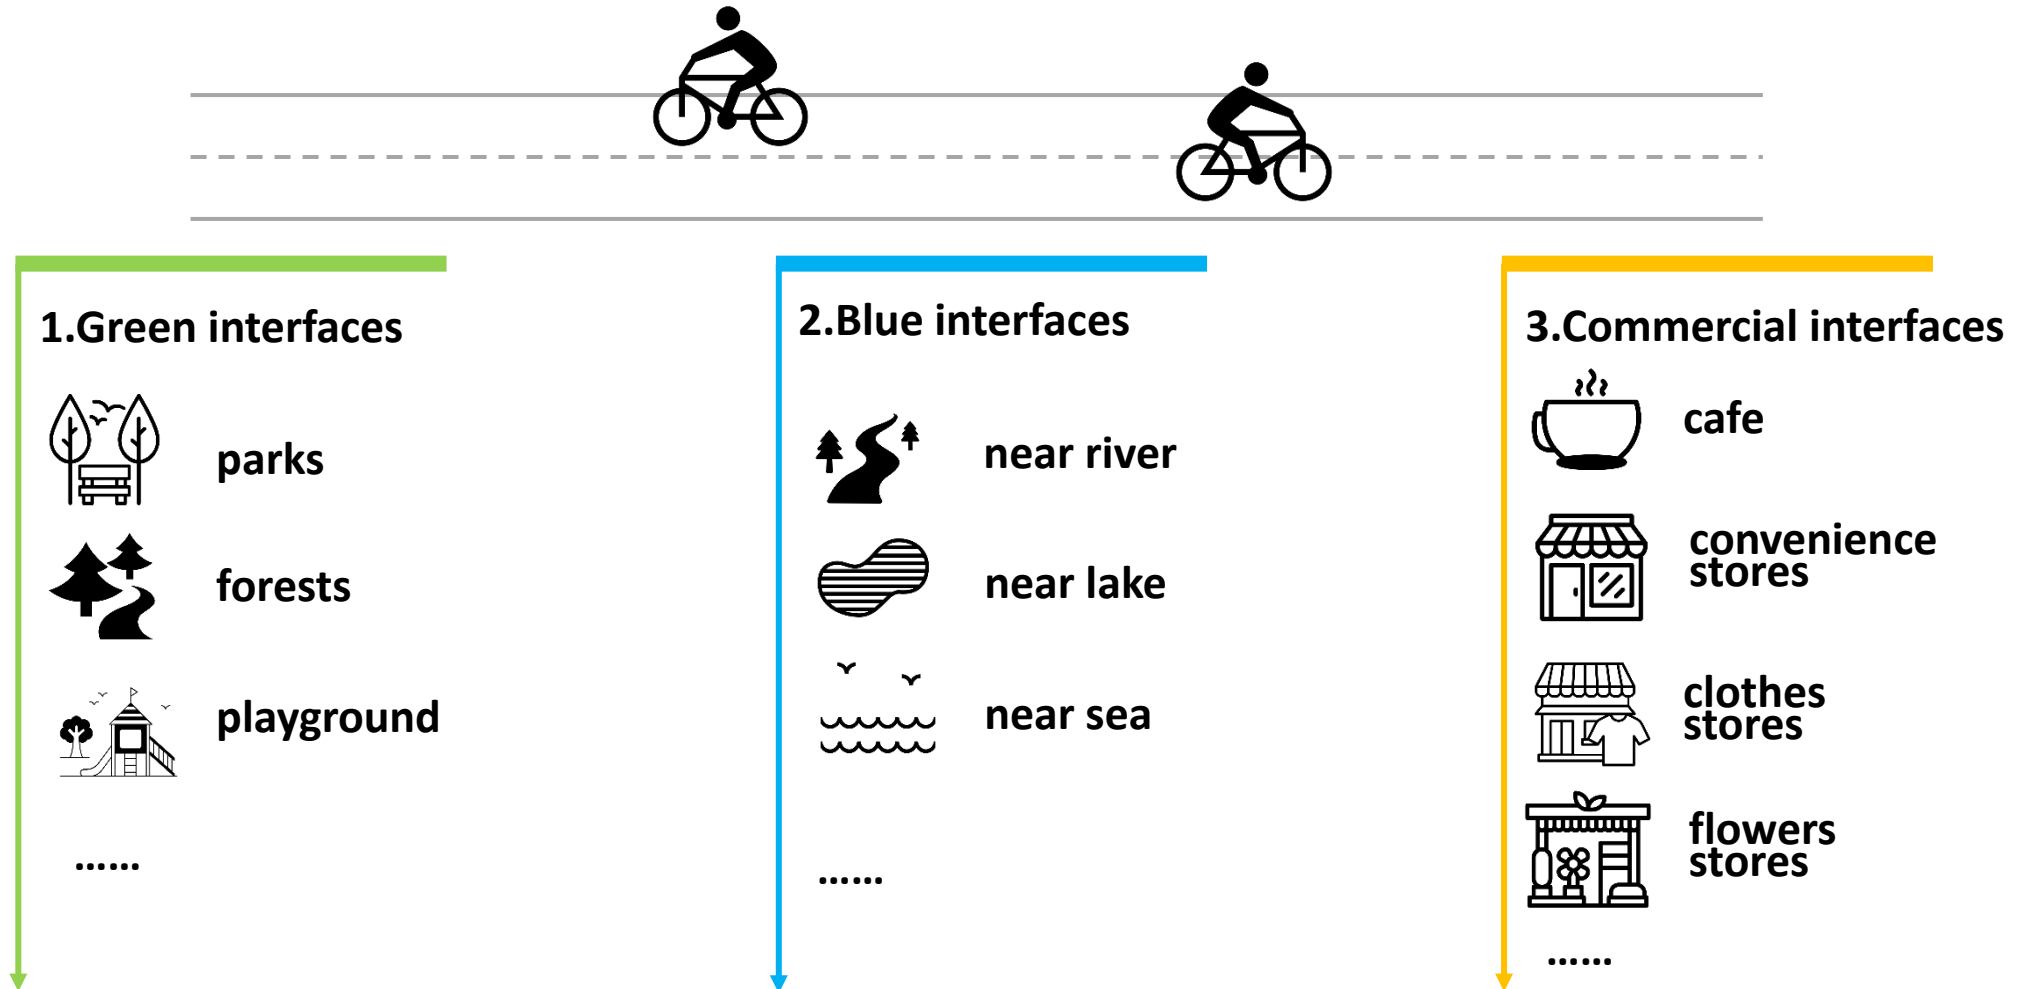 1.Green interfaces
parks
forests
playground
......
2.Blue interfaces
near river
near lake
near sea
......
3.Commercial interfaces
cafe
convenience
stores
clothes
stores
flowers
stores
......